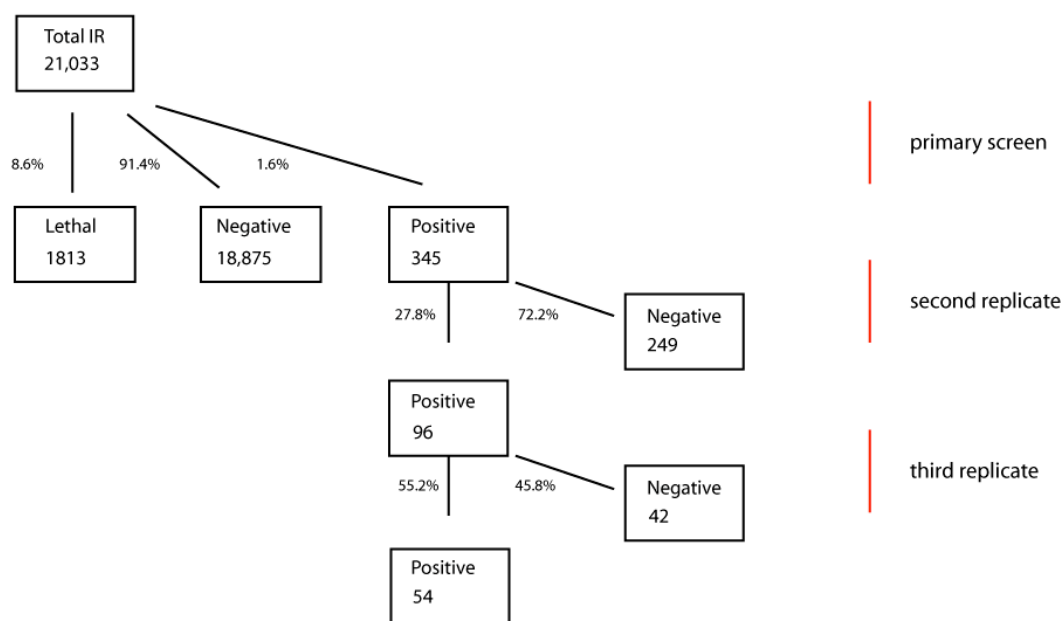 Total IR
21,033
primary screen
8.6%
91.4%
1.6%
Lethal
1813
Negative
18,875
Positive
345
second replicate
27.8%
72.2%
Negative
249
Positive
96
third replicate
55.2%
45.8%
Negative
42
Positive
54